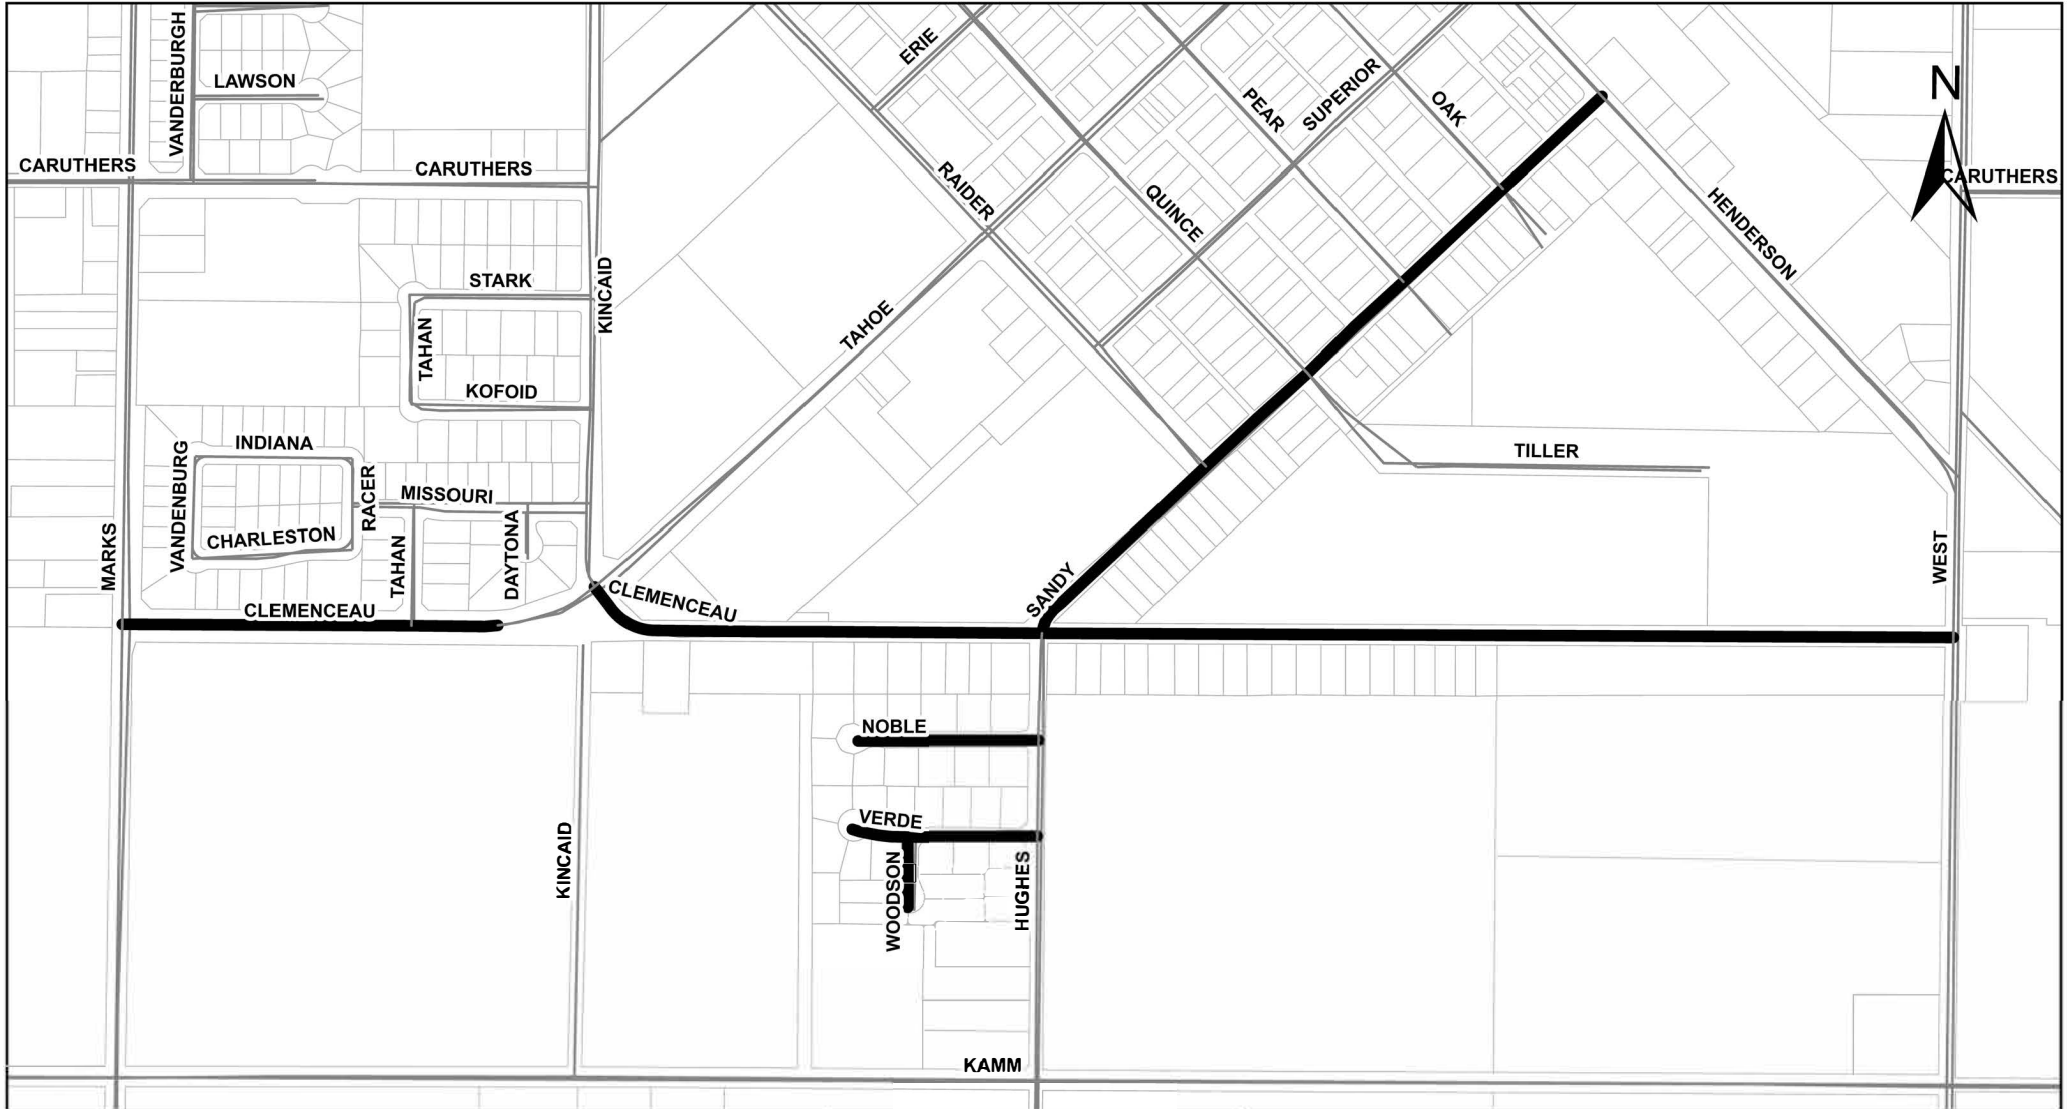 VANDERBURGH
ERIE
LAWSON
SUPERIOR
N
PEAR
OAK
CARUTHERS
CARUTHERS
CARUTHERS
RAIDER
QUINCE
HENDERSON
STARK
KINCAID
TAHAN
TAHOE
KOFOID
INDIANA
VANDENBURG
RACER
MISSOURI
TILLER
CHARLESTON
MARKS
TAHAN
DAYTONA
WEST
CLEMENCEAU
CLEMENCEAU
SANDY
NOBLE
VERDE
KINCAID
WOODSON
HUGHES
KAMM